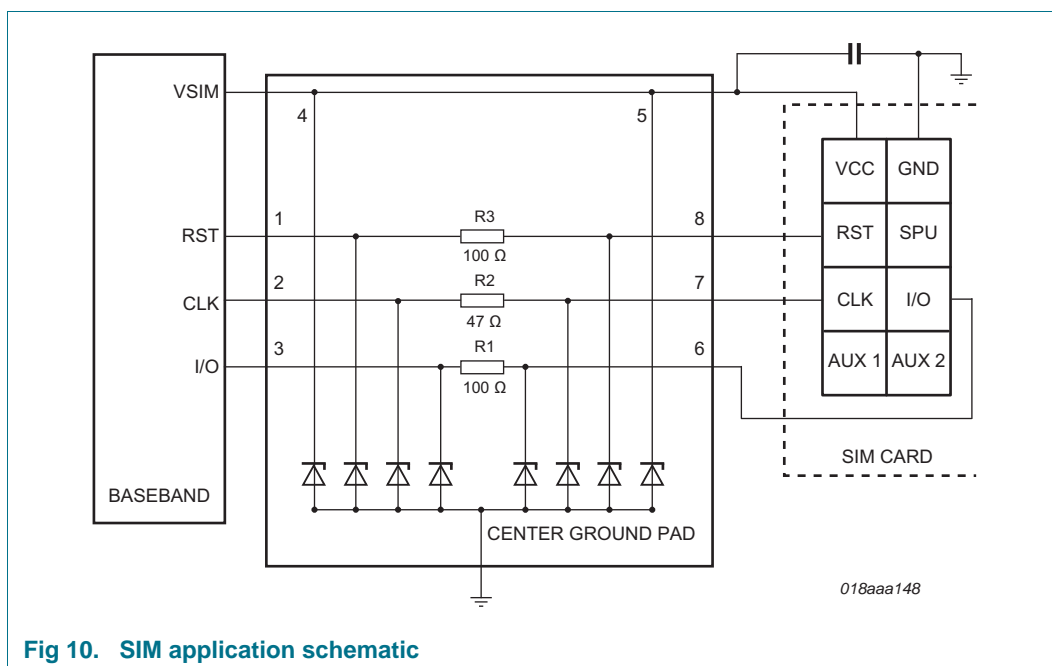 VSIM
4
5
VCC
GND
1
R3
8
RST
100 Ω
RST
SPU
2
R2
7
CLK
47 Ω
CLK
I/O
3
R1
6
I/O
100 Ω
AUX 1
AUX 2
SIM CARD
BASEBAND
CENTER GROUND PAD
018aaa148
Fig 10. SIM application schematic